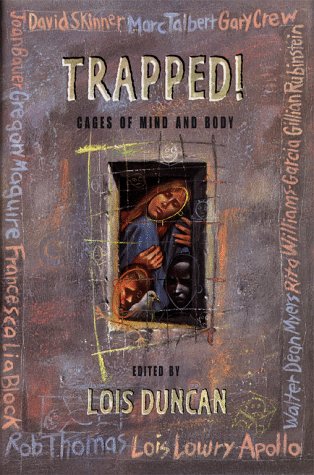 David Skinner Marc Talbert Gary Crew
Joan Bauer Gregory Maguire Francesca Lia Block
TRAPPED!
CAGES OF MIND AND BODY
EDITED BY
LOIS DUNCAN
Walter Dean Myers Rita Williams-Garcia Gillian Rubinstein
Rob Thomas Lois Lowry Apollo